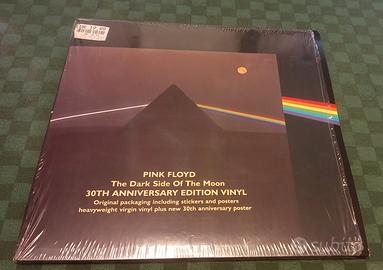 PINK FLOYD
The Dark Side Of The Moon
30TH ANNIVERSARY EDITION VINYL
Original packaging including stickers and posters
heavyweight virgin vinyl plus new 30th anniversary poster
subito